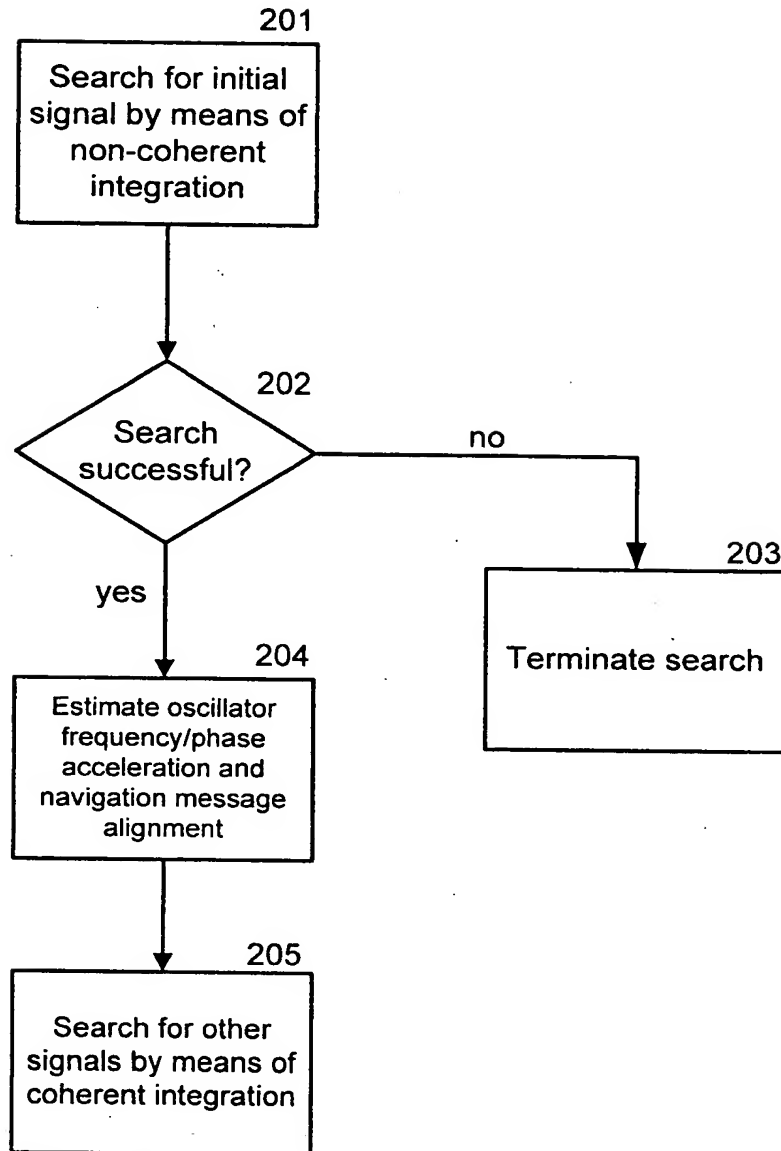 201
Search for initial
signal by means of
non-coherent
integration
202
Search
successful?
no
yes
203
Terminate search
204
Estimate oscillator
frequency/phase
acceleration and
navigation message
alignment
205
Search for other
signals by means of
coherent integration